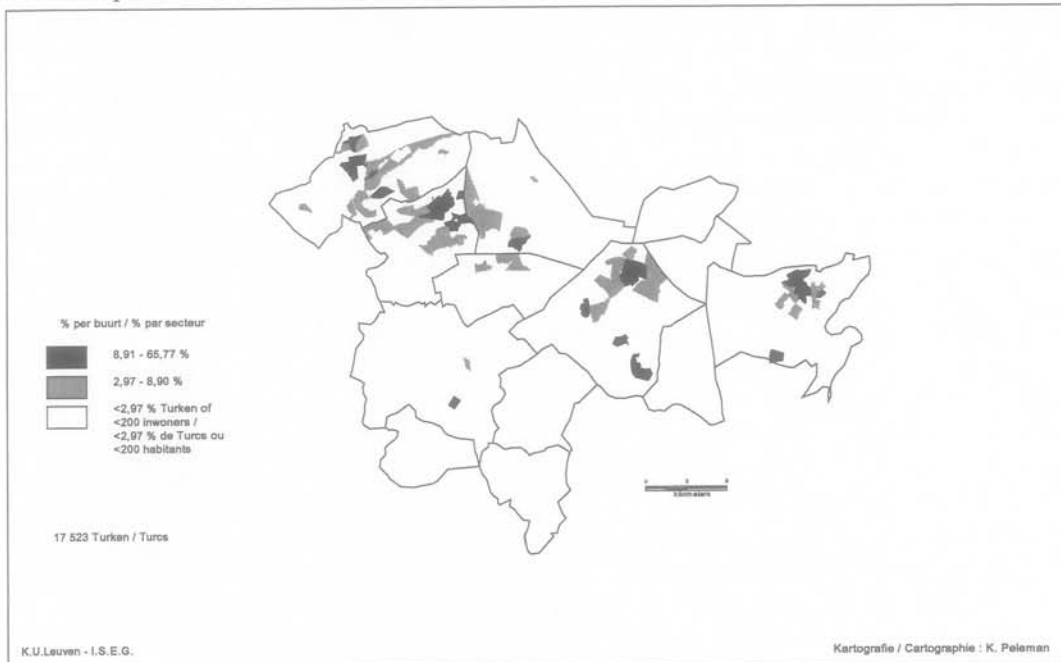 % per buurt / % par secteur
8,91 - 65,77 %
2,97 - 8,90 %
<2,97 % Turken of
<200 inwoners /
<2,97 % de Turcs ou
<200 habitants
kilometers
17 523 Turken / Turcs
K.U.Leuven - I.S.E.G.
Kartografie / Cartographie : K. Peleman